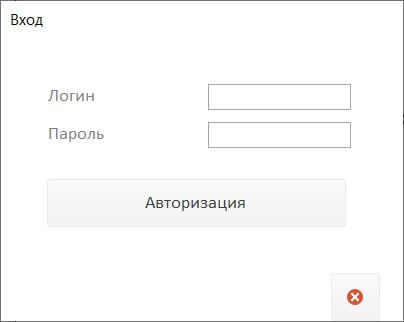 Вход
Логин
Пароль
Авторизация